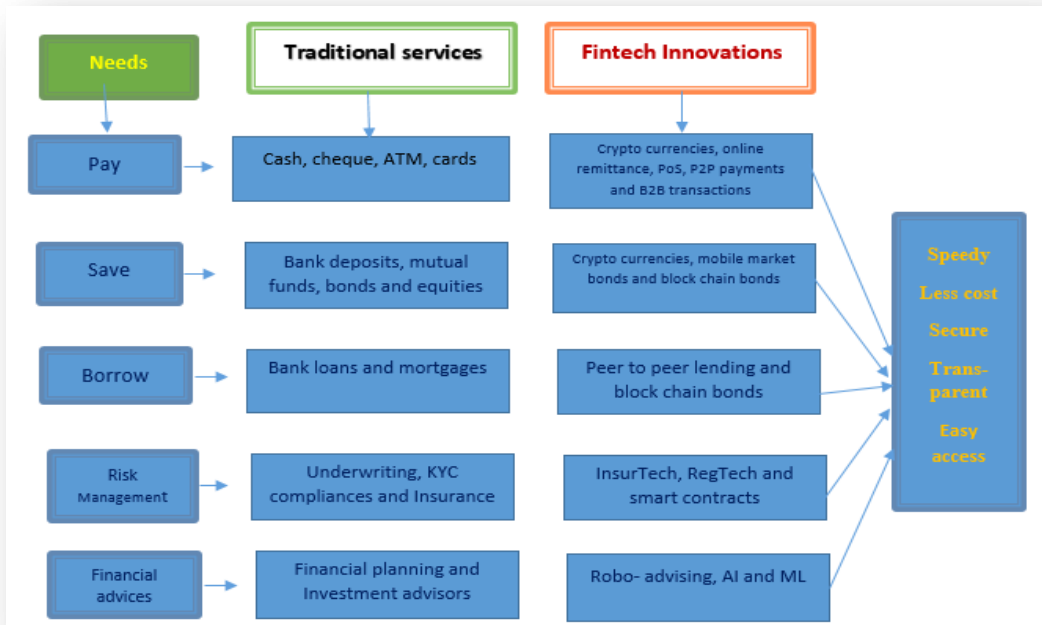 Needs
Traditional services
Fintech Innovations
Pay
Cash, cheque, ATM, cards
Crypto currencies, online
remittance, PoS, P2P payments
and B2B transactions
Save
Bank deposits, mutual
funds, bonds and equities
Crypto currencies, mobile market
bonds and block chain bonds
Borrow
Bank loans and mortgages
Peer to peer lending and
block chain bonds
Risk
Management
Underwriting, KYC
compliances and Insurance
InsurTech, RegTech and
smart contracts
Financial
advices
Financial planning and
Investment advisors
Robo- advising, AI and ML
Speedy
Less cost
Secure
Trans-
parent
Easy
access